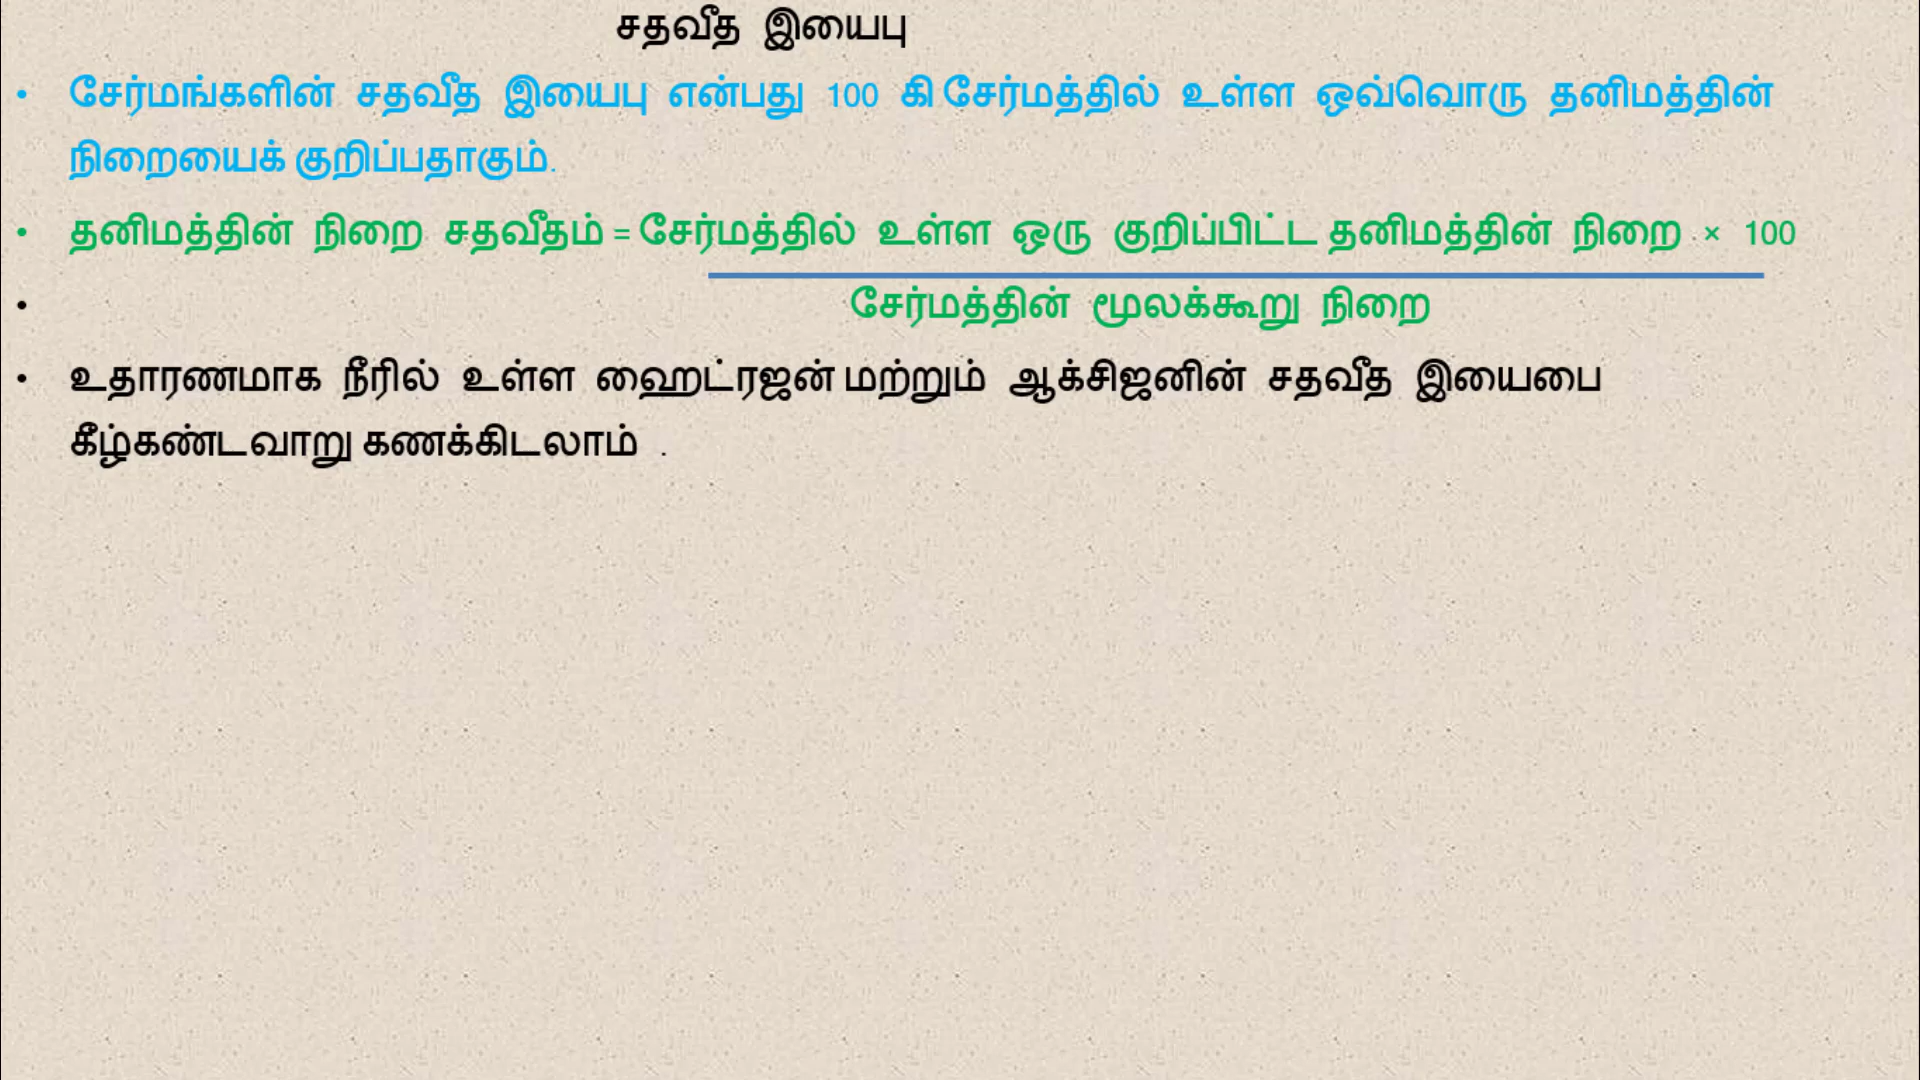 சதவீத இயைபு
• சேர்மங்களின் சதவீத இயைபு என்பது 100 கி சேர்மத்தில் உள்ள ஒவ்வொரு தனிமத்தின்
நிறையைக் குறிப்பதாகும்.
• தனிமத்தின் நிறை சதவீதம் = சேர்மத்தில் உள்ள ஒரு குறிப்பிட்ட தனிமத்தின் நிறை × 100
• சேர்மத்தின் மூலக்கூறு நிறை
• உதாரணமாக நீரில் உள்ள ஹைட்ரஜன் மற்றும் ஆக்சிஜனின் சதவீத இயைபை
கீழ்கண்டவாறு கணக்கிடலாம் .